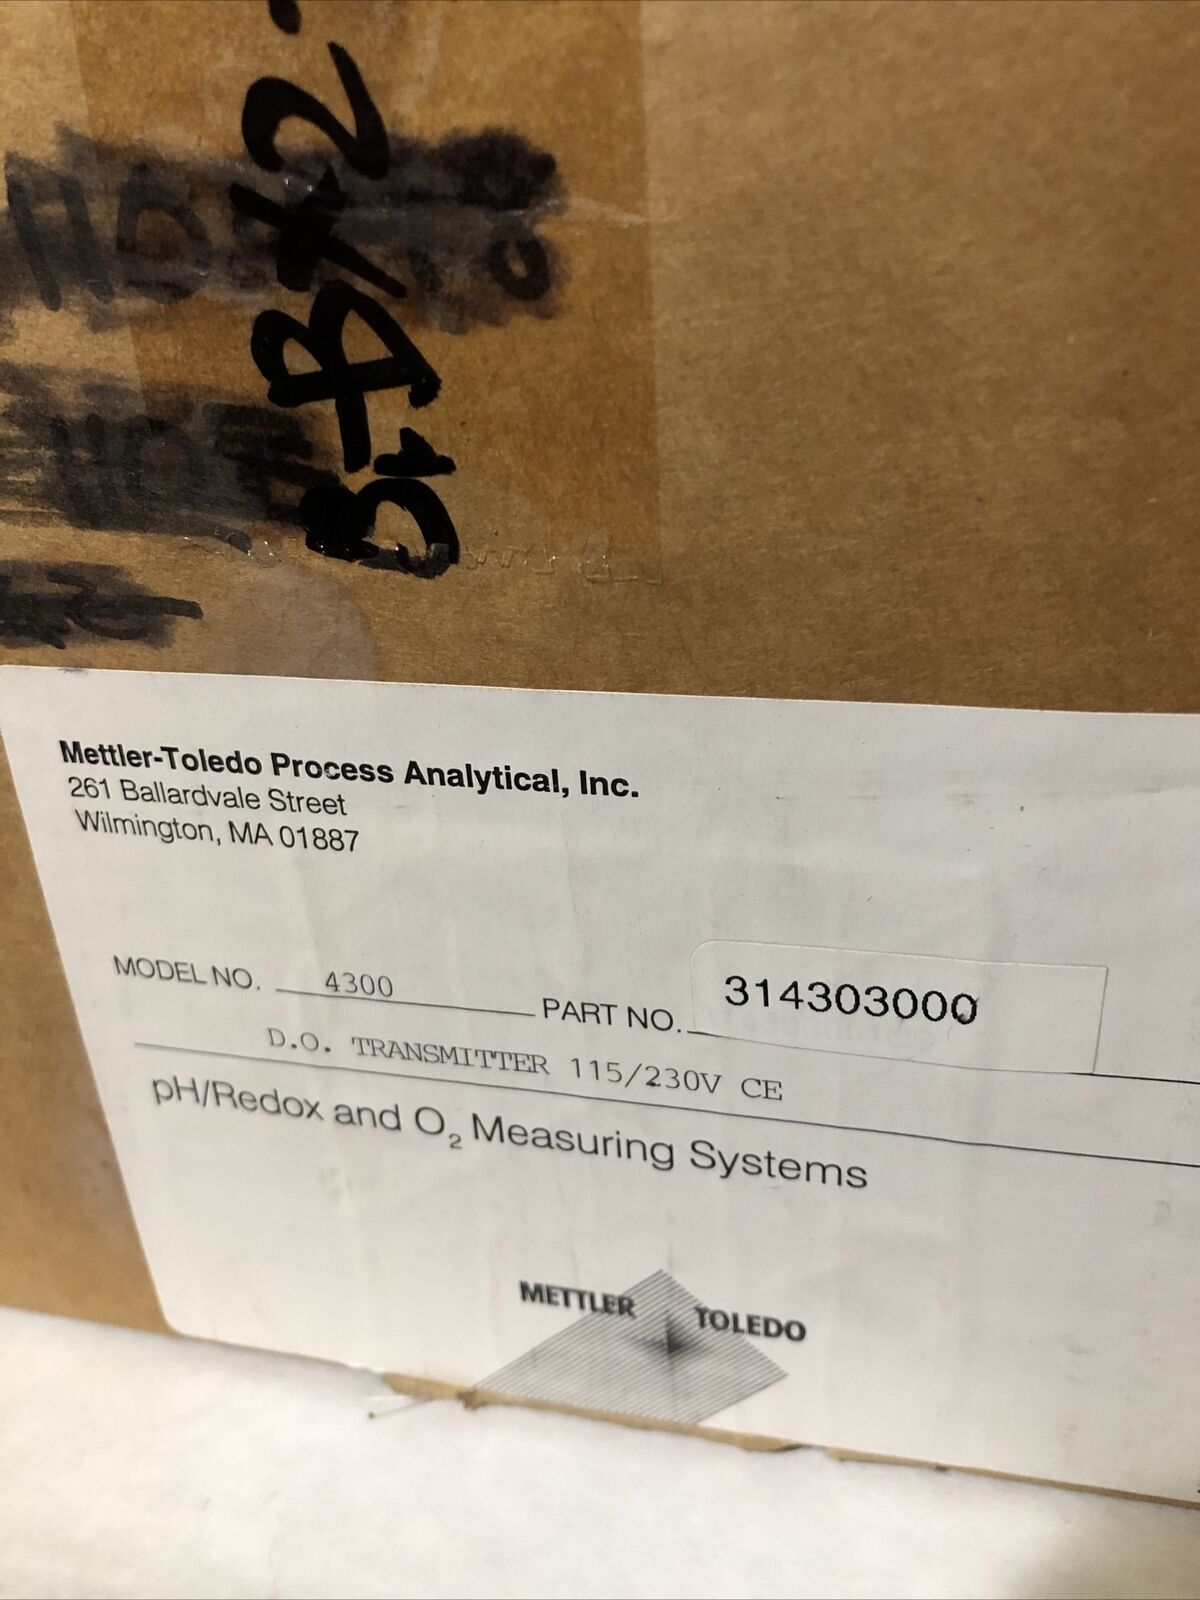 Mettler-Toledo Process Analytical, Inc.
261 Ballardvale Street
Wilmington, MA 01887
MODEL NO. 4300 PART NO. 314303000
D.O. TRANSMITTER 115/230V CE
pH/Redox and O₂ Measuring Systems
METTLER TOLEDO